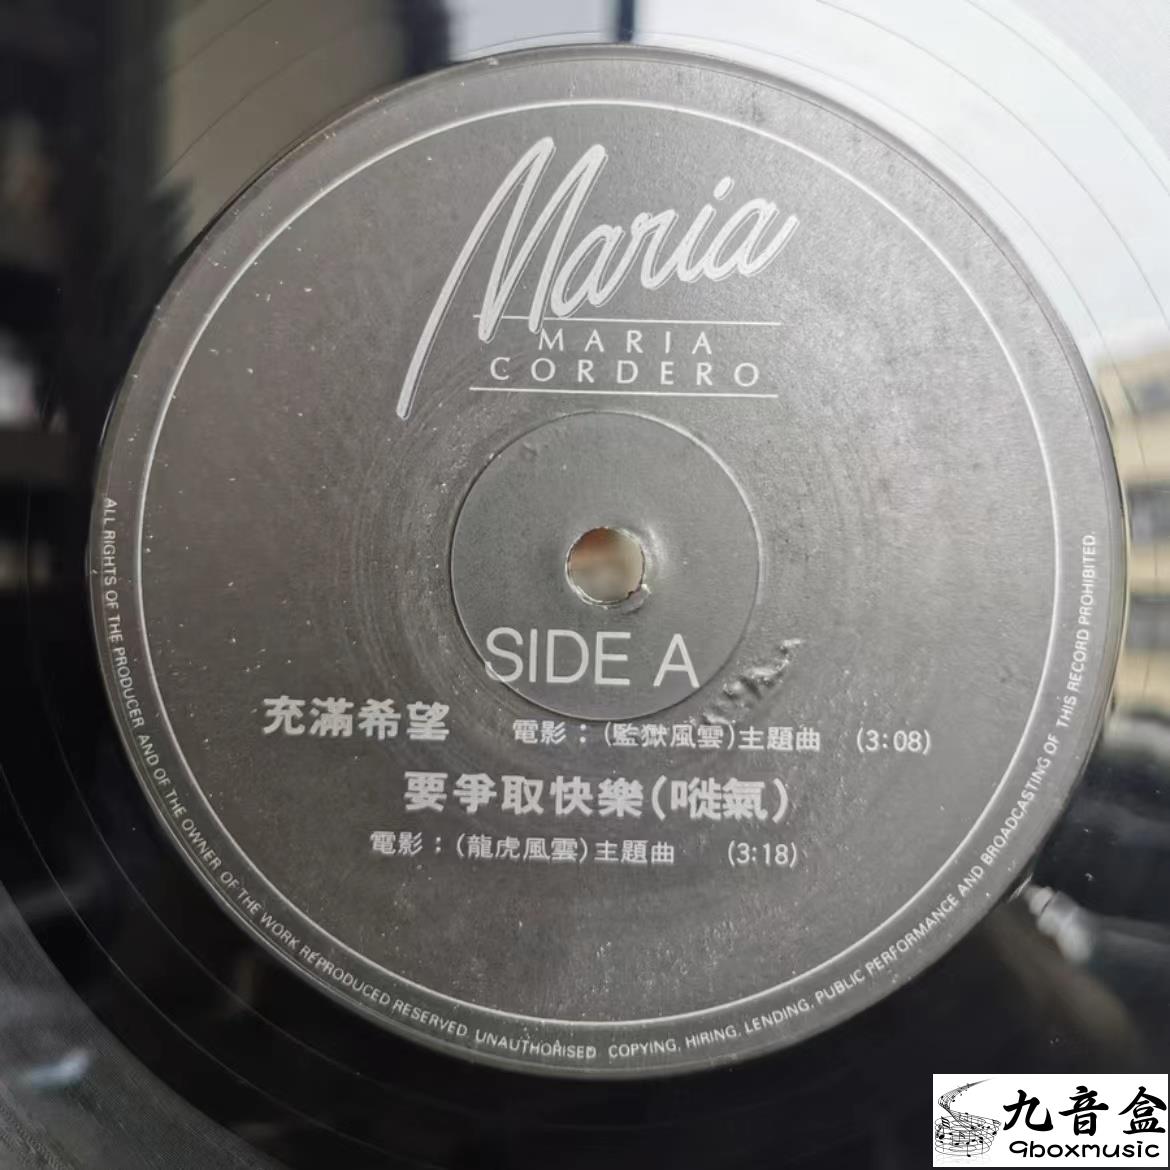 Maria
MARIA
CORDERO
SIDE A
充滿希望 電影：(監獄風雲)主題曲 (3:08)
要爭取快樂(嘥氣)
電影：(龍虎風雲)主題曲 (3:18)
ALL RIGHTS OF THE PRODUCER AND OF THE OWNER OF THE WORK REPRODUCED RESERVED. UNAUTHORISED COPYING, HIRING, LENDING, PUBLIC PERFORMANCE AND BROADCASTING OF THIS RECORD PROHIBITED.
九音盒
9boxmusic